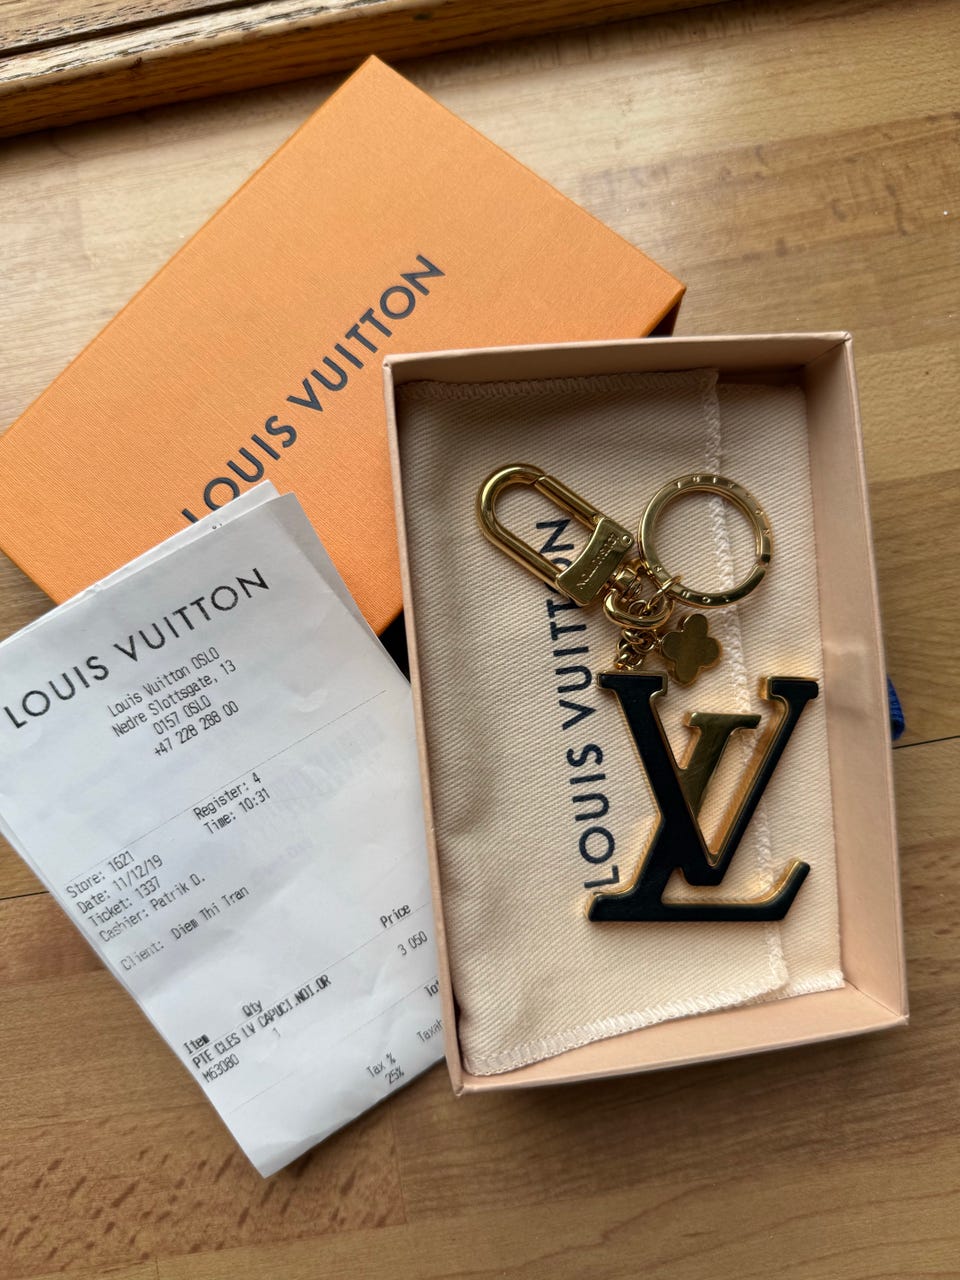 LOUIS VUITTON
LOUIS VUITTON
Louis Vuitton OSLO
Nedre Slottsgate, 13
0157 OSLO
+47 228 288 00
Register: 4
Time: 10:31
Store: 1621
Date: 11/12/19
Ticket: 1337
Cashier: Patrik O.
Client: Diem Thi Tran
Item Qty Price
PTE CLES LV CAPUCI.NOI.OR
M63080 1 3 050
Tax %
25%
LOUIS VUITTON
LV